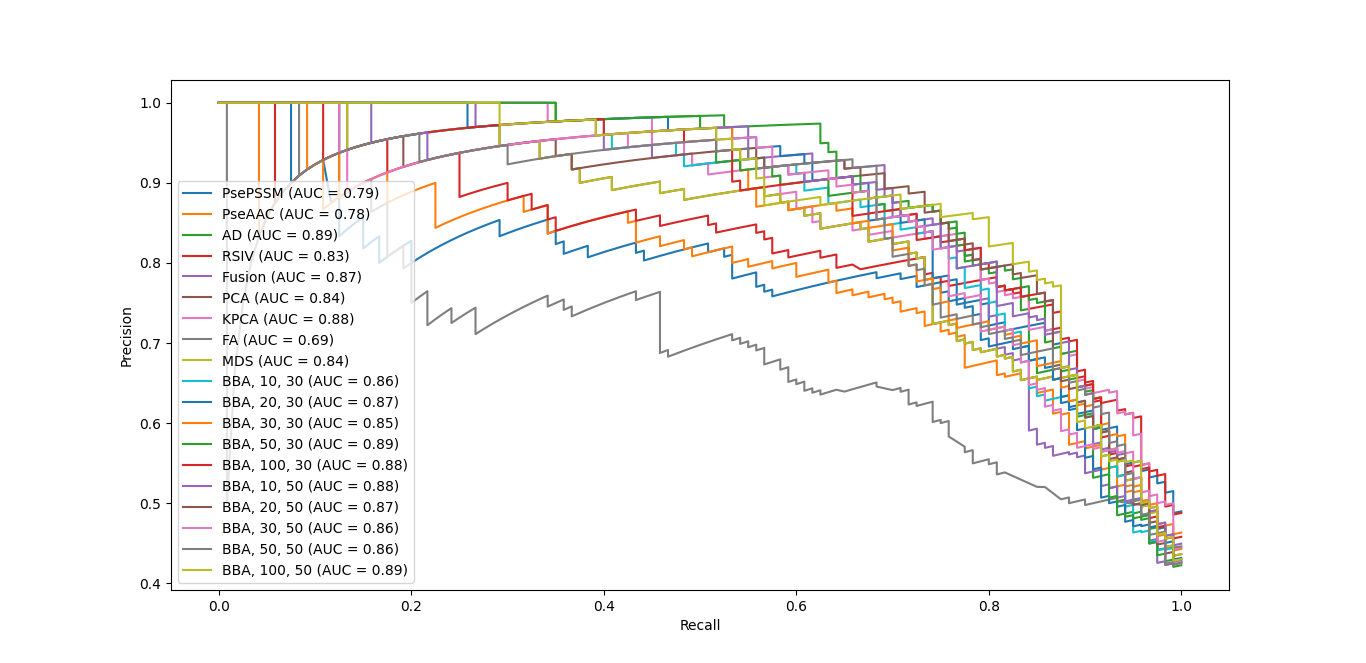 1.0
0.9
0.8
0.7
0.6
0.5
0.4
Precision
PsePSSM (AUC = 0.79)
PseAAC (AUC = 0.78)
AD (AUC = 0.89)
RSIV (AUC = 0.83)
Fusion (AUC = 0.87)
PCA (AUC = 0.84)
KPCA (AUC = 0.88)
FA (AUC = 0.69)
MDS (AUC = 0.84)
BBA, 10, 30 (AUC = 0.86)
BBA, 20, 30 (AUC = 0.87)
BBA, 30, 30 (AUC = 0.85)
BBA, 50, 30 (AUC = 0.89)
BBA, 100, 30 (AUC = 0.88)
BBA, 10, 50 (AUC = 0.88)
BBA, 20, 50 (AUC = 0.87)
BBA, 30, 50 (AUC = 0.86)
BBA, 50, 50 (AUC = 0.86)
BBA, 100, 50 (AUC = 0.89)
0.0 0.2 0.4 0.6 0.8 1.0
Recall